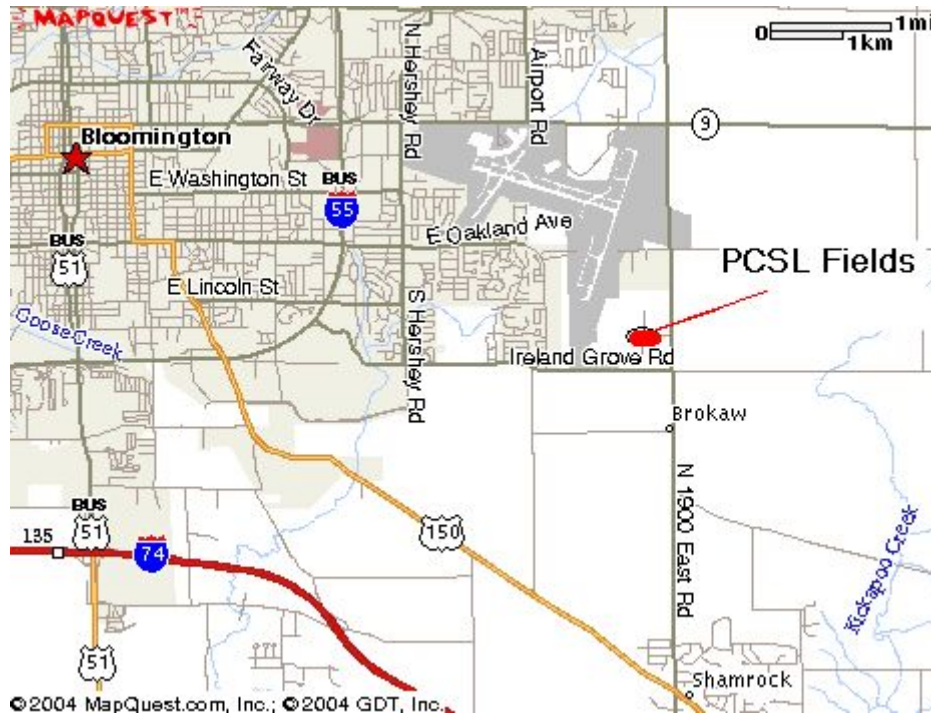 MAPQUEST
0 1mi
1km
Fairway Dr
N Hershey Rd
Airport Rd
9
Bloomington
E Washington St
BUS
55
E Oakland Ave
BUS
51
PCSL Fields
E Lincoln St
S Hershey Rd
Goose Creek
Ireland Grove Rd
Brokaw
N 1900 East Rd
BUS
51
135
74
150
Kickapoo Creek
51
Shamrock
©2004 MapQuest.com, Inc.; ©2004 GDT, Inc.